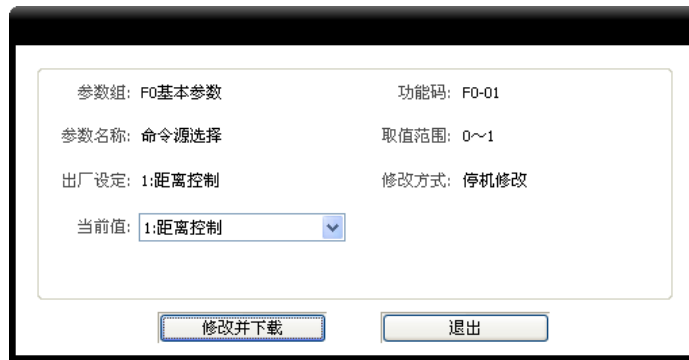 参数组: F0基本参数 功能码: F0-01
参数名称: 命令源选择 取值范围: 0～1
出厂设定: 1:距离控制 修改方式: 停机修改
当前值: 1:距离控制
修改并下载 退出